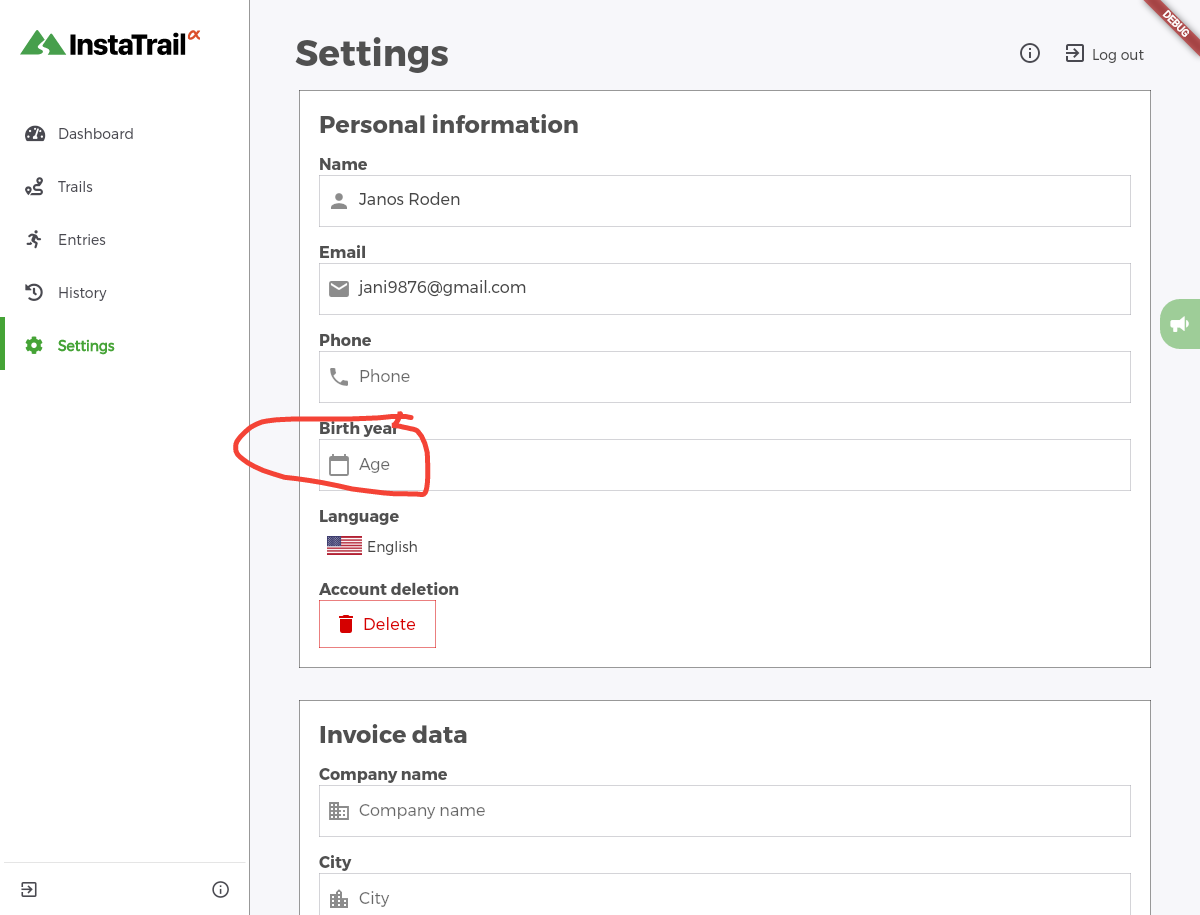 InstaTrail α
DEBUG
Settings
Log out
Dashboard
Trails
Entries
History
Settings
Personal information
Name
Janos Roden
Email
jani9876@gmail.com
Phone
Phone
Birth year
Age
Language
English
Account deletion
Delete
Invoice data
Company name
Company name
City
City